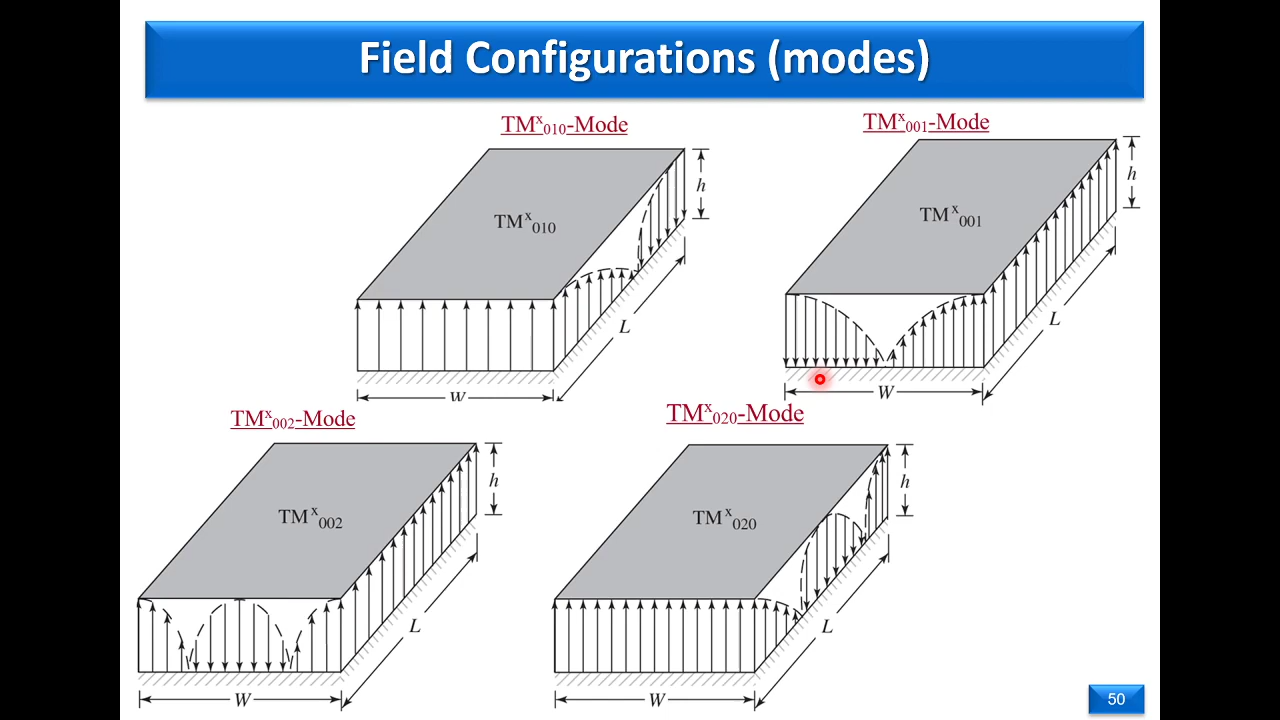 Field Configurations (modes)
TMx010-Mode
TMx001-Mode
TMx010
h
L
W
TMx001
h
L
W
TMx002-Mode
TMx020-Mode
TMx002
h
L
W
TMx020
h
L
W
50